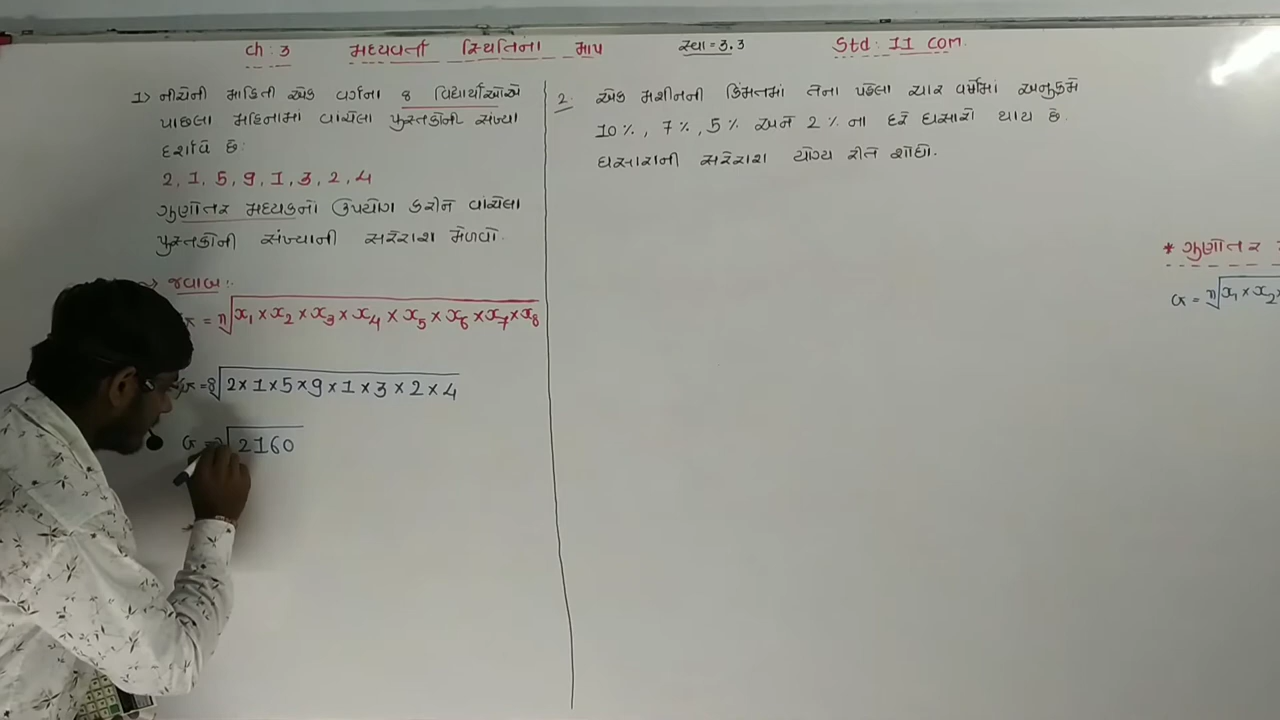 ch : 3 મધ્યવર્તી સ્થિતિના માપ સ્વા = 3.3 Std : 11 com.
1) નીચેની માહિતી એક વર્ગના 8 વિદ્યાર્થીઓએ
પાછલા મહિનામાં વાંચેલા પુસ્તકોની સંખ્યા
દર્શાવે છે:
2, 1, 5, 9, 1, 3, 2, 4
ગુણોતર મધ્યકનો ઉપયોગ કરીને વાંચેલા
પુસ્તકોની સંખ્યાની સરેરાશ મેળવો.
જવાબ:
= n√x1 × x2 × x3 × x4 × x5 × x6 × x7 × x8
= 8√2 × 1 × 5 × 9 × 1 × 3 × 2 × 4
G = √2160
2. એક મશીનની કિંમતમાં તેના પહેલા ચાર વર્ષમાં અનુક્રમે
10 %, 7 %, 5 % અને 2 % ના દરે ઘસારો થાય છે.
ઘસારાની સરેરાશ યોગ્ય રીતે શોધો.
* ગુણોતર
G = n√x1 × x2 ×